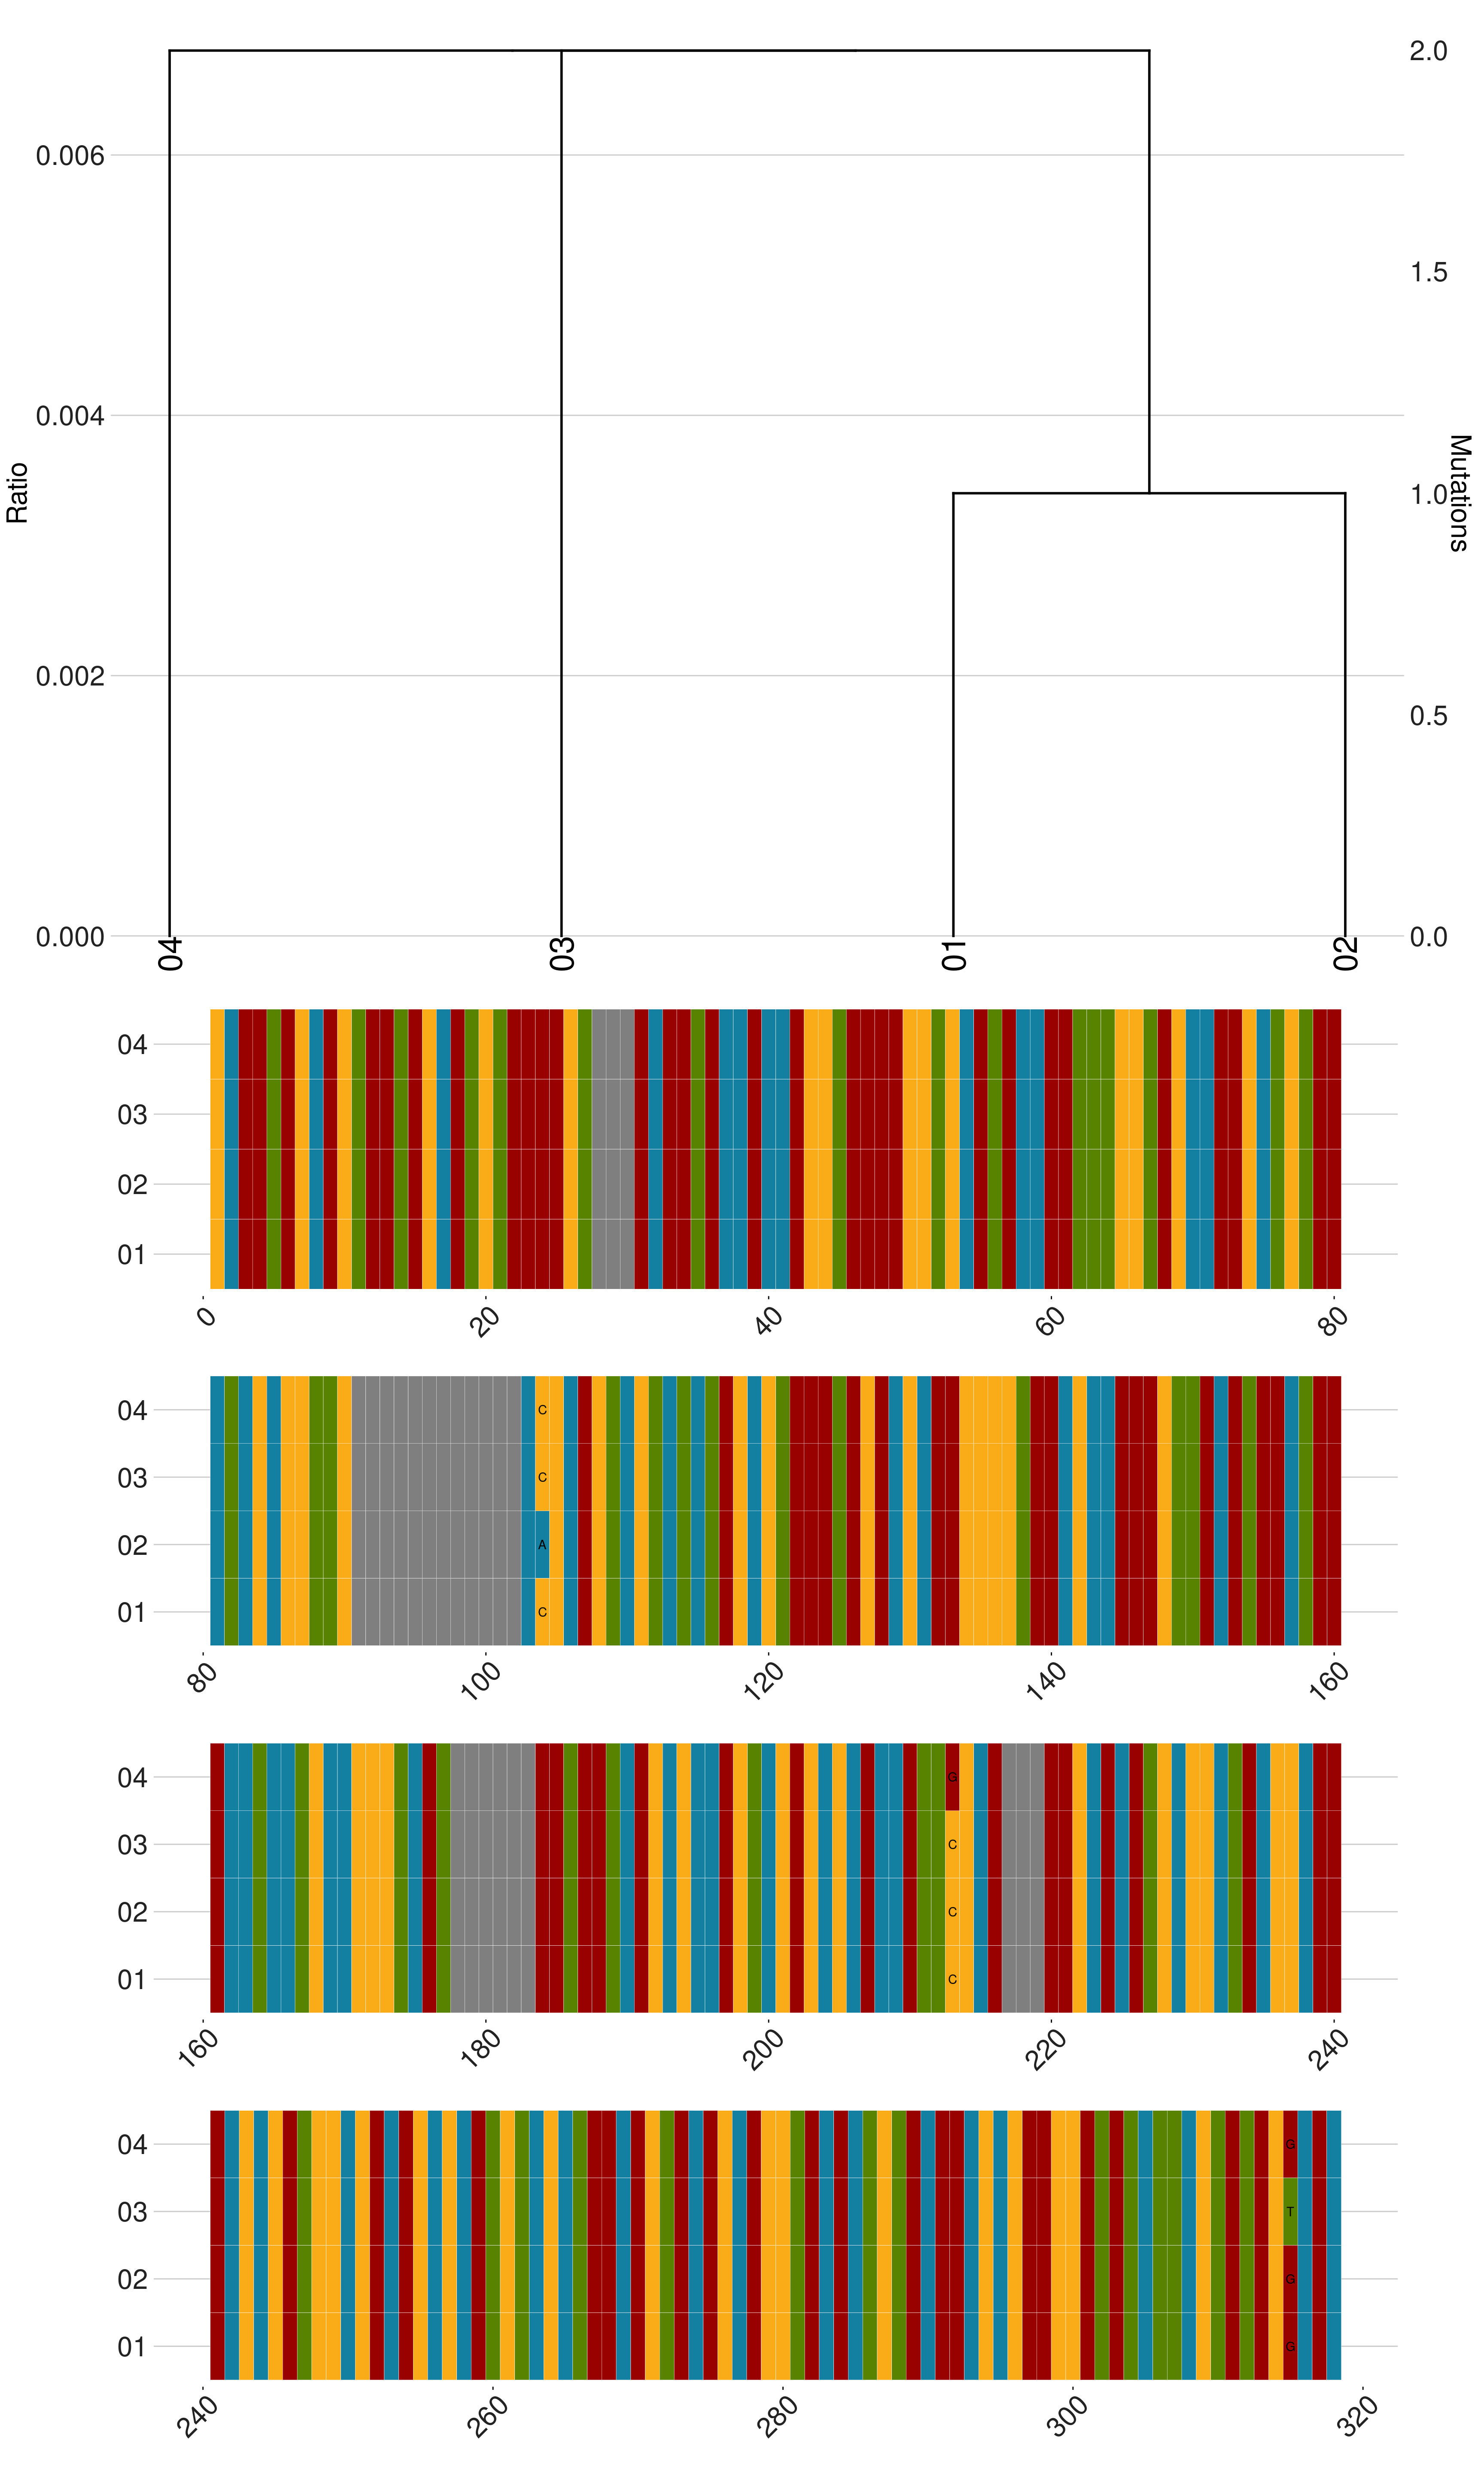 2.0
0.006
1.5
0.004
Ratio
1.0
Mutations
0.002
0.5
0.000
0.0
04 03 01 02
04
03
02
01
0 20 40 60 80
04 C
03 C
02 A
01 C
80 100 120 140 160
04 G
03 C
02 C
01 C
160 180 200 220 240
04 G
03 T
02 G
01 G
240 260 280 300 320